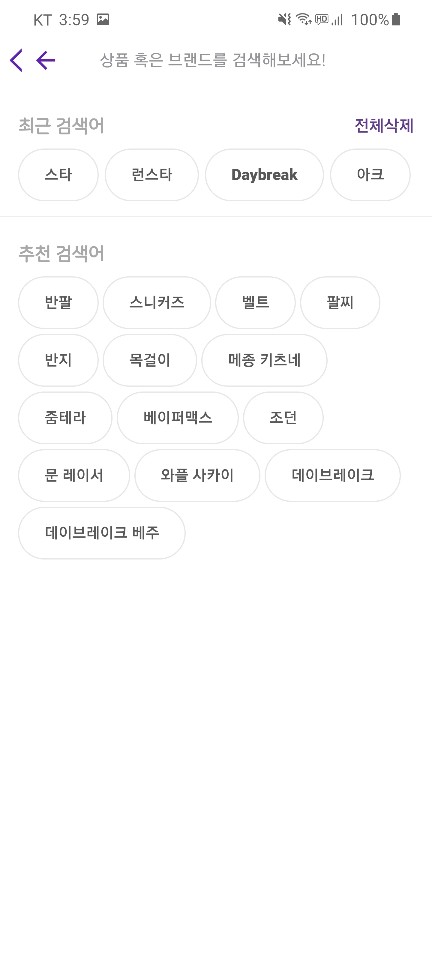 KT 3:59 100%
상품 혹은 브랜드를 검색해보세요!
최근 검색어 전체삭제
스타 런스타 Daybreak 아크
추천 검색어
반팔 스니커즈 벨트 팔찌
반지 목걸이 메종 키츠네
줌테라 베이퍼맥스 조던
문 레이서 와플 사카이 데이브레이크
데이브레이크 베주